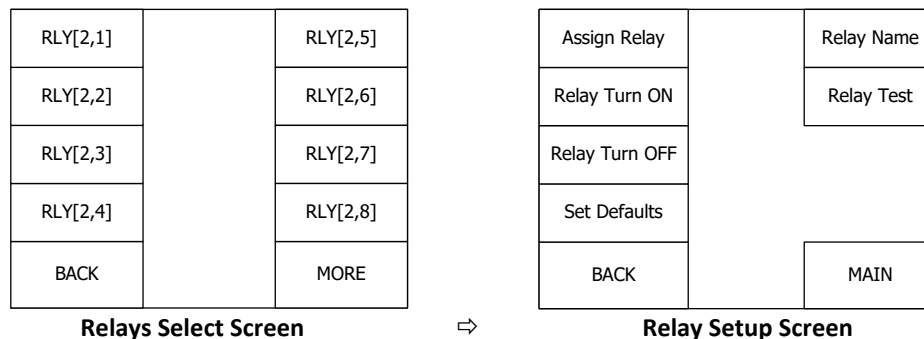 RLY[2,1]
RLY[2,5]
RLY[2,2]
RLY[2,6]
RLY[2,3]
RLY[2,7]
RLY[2,4]
RLY[2,8]
BACK
MORE
Relays Select Screen
⇨
Assign Relay
Relay Name
Relay Turn ON
Relay Test
Relay Turn OFF
Set Defaults
BACK
MAIN
Relay Setup Screen